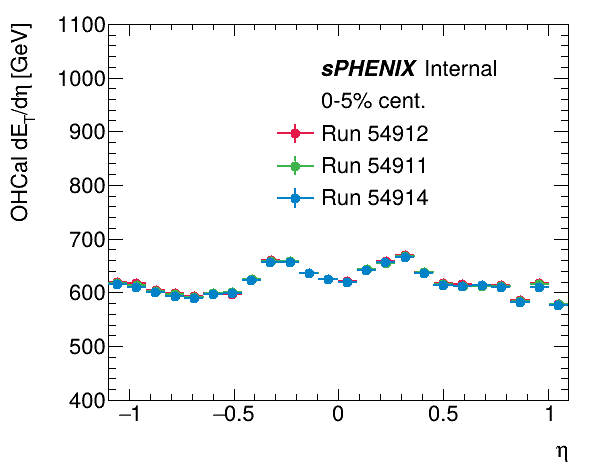 OHCal dE_T/dη [GeV]
1100
1000
900
800
700
600
500
400
sPHENIX Internal
0-5% cent.
Run 54912
Run 54911
Run 54914
−1 −0.5 0 0.5 1
η